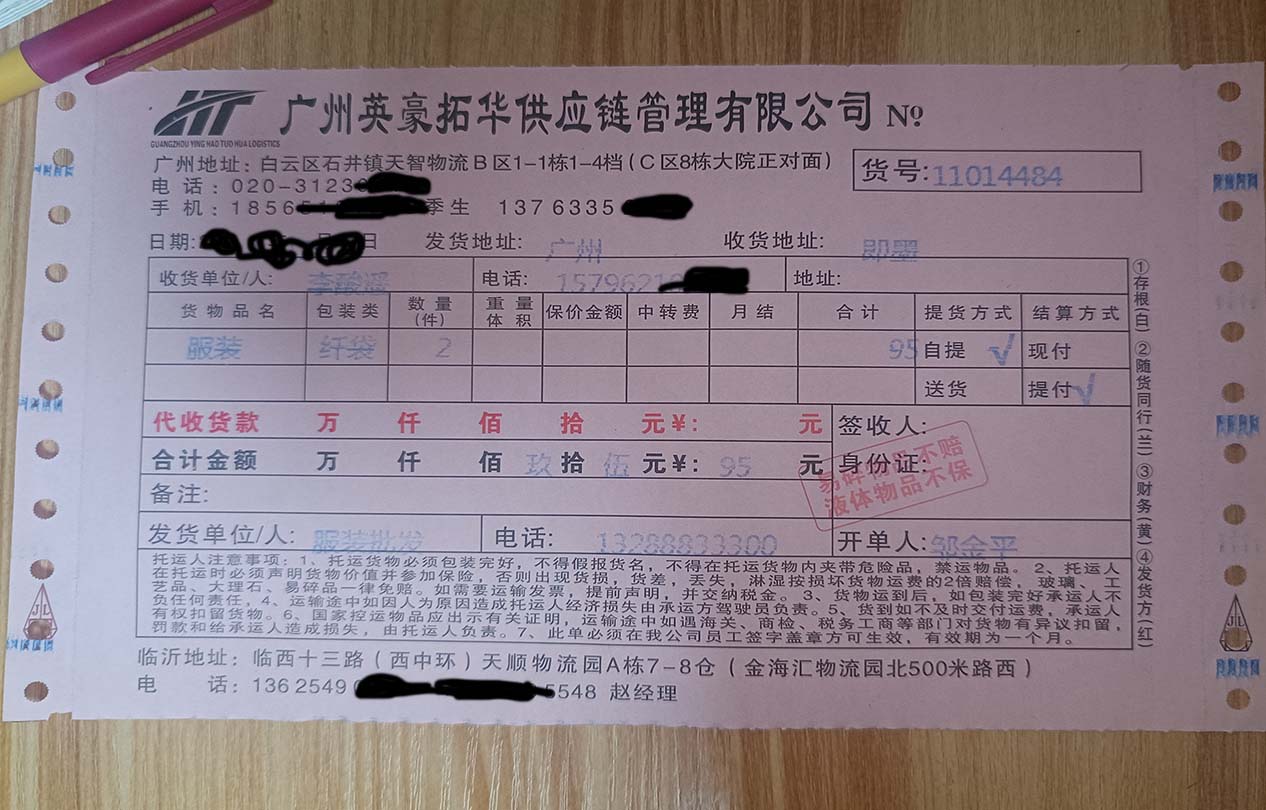 广州英豪拓华供应链管理有限公司 №
GUANGZHOU YING HAO TUO HUA LOGISTICS
广州地址: 白云区石井镇天智物流B区1-1栋1-4档(C区8栋大院正对面)
货号: 11014484
电 话: 020-3123
手 机: 1856 季生 1376335
日期: 日 发货地址: 广州 收货地址: 即墨
收货单位/人: 李酸滋 电话: 15796210 地址:
货物品名 包装类 数量(件) 重量体积 保价金额 中转费 月结 合计 提货方式 结算方式
服装 纤袋 2 95 自提 √ 现付
送货 提付 √
代收货款 万 仟 佰 拾 元¥: 元 签收人:
合计金额 万 仟 佰 玖 拾 伍 元¥: 95 元 身份证:
易碎物品不赔
液体物品不保
备注:
发货单位/人: 服装批发 电话: 13288833300 开单人: 邹金平
托运人注意事项: 1、托运货物必须包装完好,不得假报货名,不得在托运货物内夹带危险品,禁运物品。2、托运人
在托运时必须声明货物价值并参加保险,否则出现货损,货差,丢失,淋湿按损坏货物运费的2倍赔偿,玻璃、工
艺品、大理石、易碎品一律免赔。如需要运输发票,提前声明,并交纳税金。3、货物运到后,如包装完好承运人不
负任何责任,4、运输途中如因人为原因造成托运人经济损失由承运方驾驶员负责。5、货到如不及时交付运费,承运人
有权扣留货物。6、国家控运物品应出示有关证明,运输途中如遇海关、商检、税务工商等部门对货物有异议扣留,
罚款和给承运人造成损失,由托运人负责。7、此单必须在我公司员工签字盖章方可生效,有效期为一个月。
临沂地址: 临西十三路(西中环)天顺物流园A栋7-8仓(金海汇物流园北500米路西)
电 话: 1362549 5548 赵经理
①存根(白) ②随货同行(兰) ③财务(黄) ④发货方(红)
JL
JL